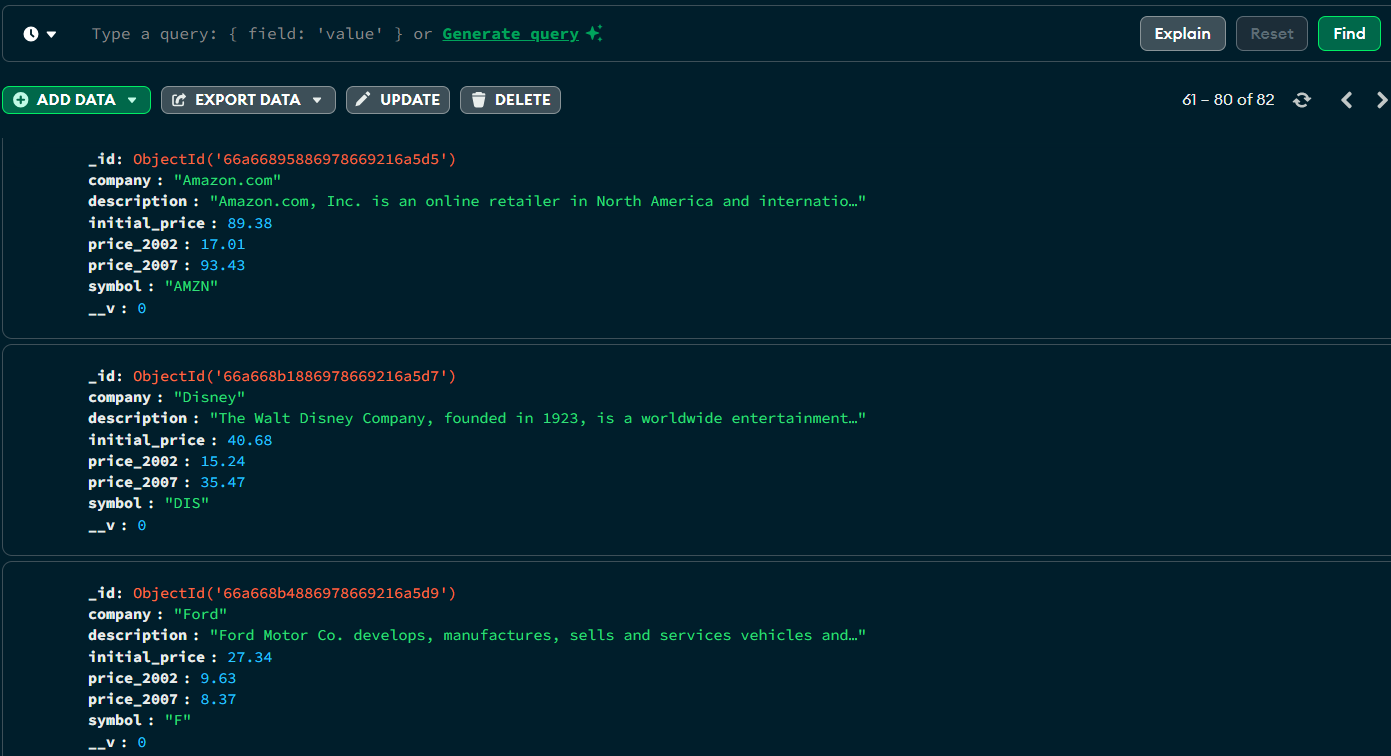 Type a query: { field: 'value' } or Generate query
Explain
Reset
Find
ADD DATA
EXPORT DATA
UPDATE
DELETE
61 – 80 of 82
_id: ObjectId('66a66895886978669216a5d5')
company : "Amazon.com"
description : "Amazon.com, Inc. is an online retailer in North America and internatio…"
initial_price : 89.38
price_2002 : 17.01
price_2007 : 93.43
symbol : "AMZN"
__v : 0
_id: ObjectId('66a668b1886978669216a5d7')
company : "Disney"
description : "The Walt Disney Company, founded in 1923, is a worldwide entertainment…"
initial_price : 40.68
price_2002 : 15.24
price_2007 : 35.47
symbol : "DIS"
__v : 0
_id: ObjectId('66a668b4886978669216a5d9')
company : "Ford"
description : "Ford Motor Co. develops, manufactures, sells and services vehicles and…"
initial_price : 27.34
price_2002 : 9.63
price_2007 : 8.37
symbol : "F"
__v : 0